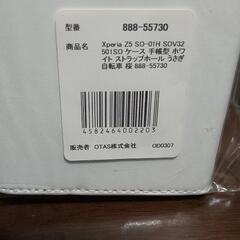 型番 888-55730
商品名 Xperia Z5 SO-01H SOV32
501SO ケース 手帳型 ホワ
イト ストラップホール うさぎ
自転車 桜 888-55730
4582464002203
販売者 OTAS株式会社 OD0307